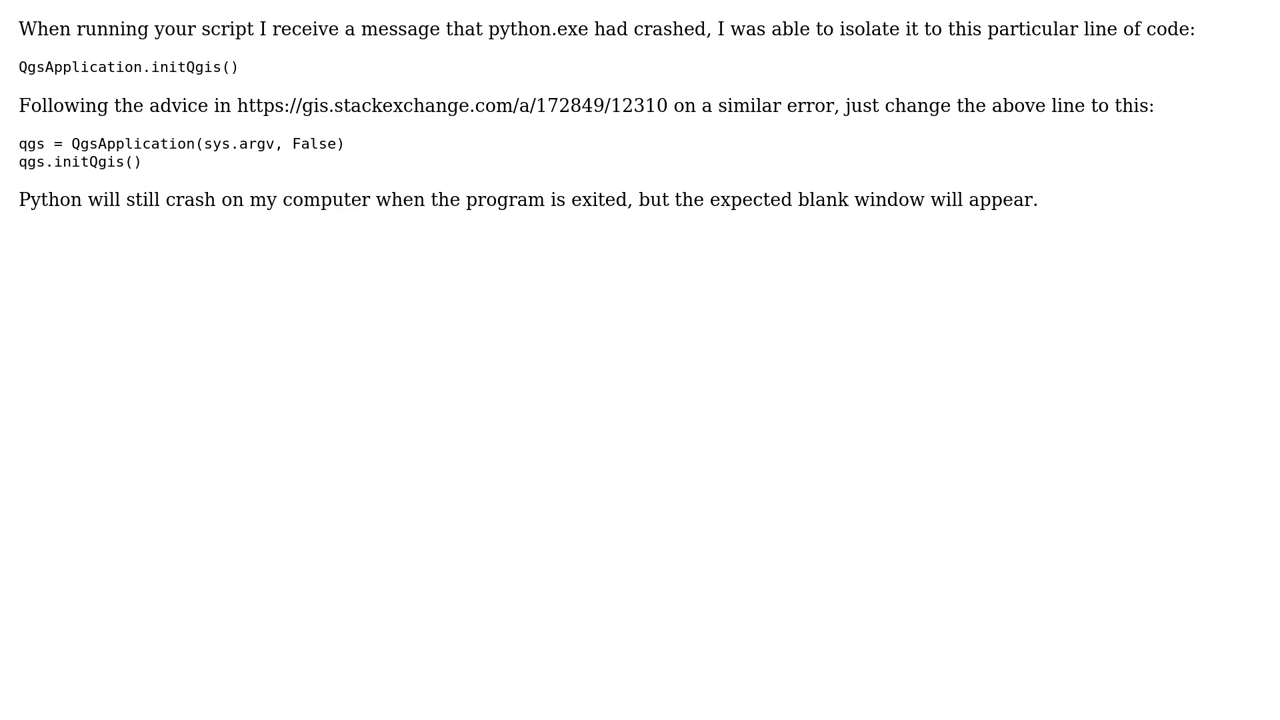 When running your script I receive a message that python.exe had crashed, I was able to isolate it to this particular line of code:
QgsApplication.initQgis()
Following the advice in https://gis.stackexchange.com/a/172849/12310 on a similar error, just change the above line to this:
qgs = QgsApplication(sys.argv, False)
qgs.initQgis()
Python will still crash on my computer when the program is exited, but the expected blank window will appear.